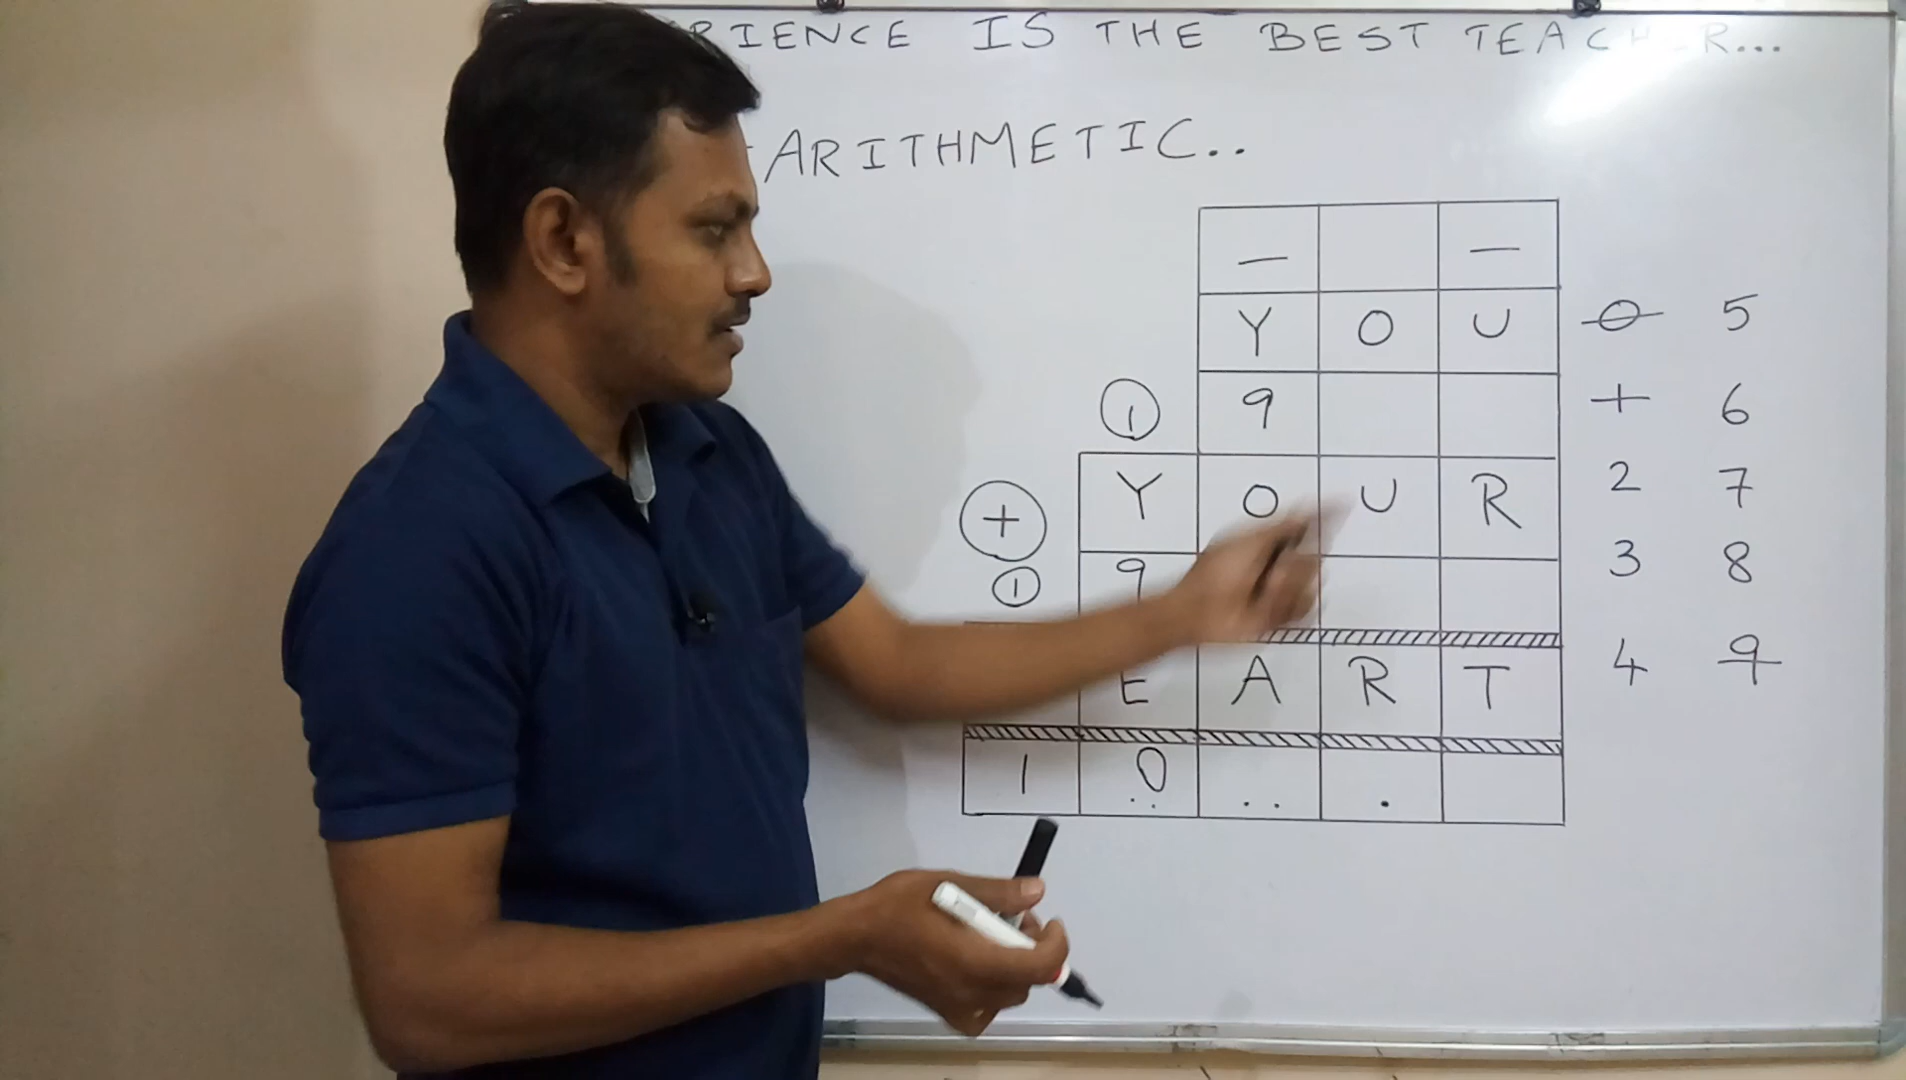 IS THE BEST TEACHER...
ARITHMETIC..
— —
Y O U 0 5
1 9 + 6
+ Y O U R 2 7
1 9 3 8
E A R T 4 9
1 0 .. .. .